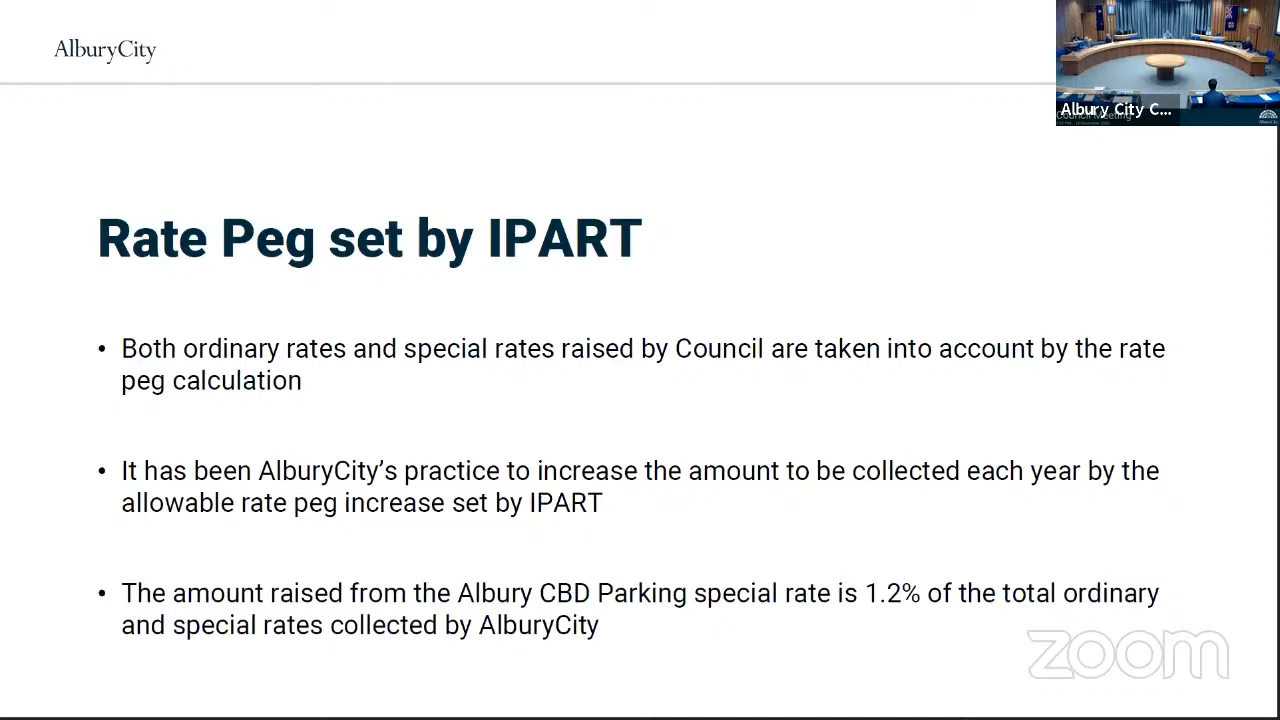 AlburyCity
Albury City C...
Council Meeting
Rate Peg set by IPART
• Both ordinary rates and special rates raised by Council are taken into account by the rate
peg calculation
• It has been AlburyCity’s practice to increase the amount to be collected each year by the
allowable rate peg increase set by IPART
• The amount raised from the Albury CBD Parking special rate is 1.2% of the total ordinary
and special rates collected by AlburyCity
zoom